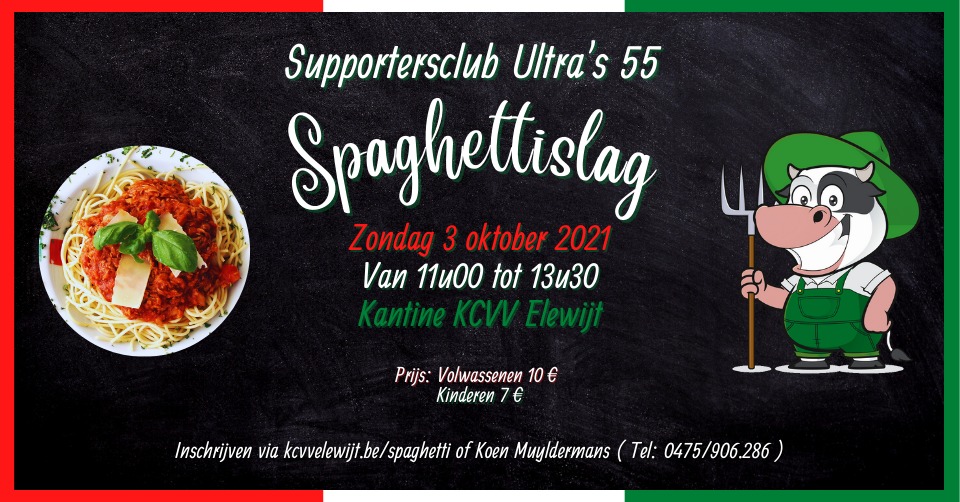 Supportersclub Ultra's 55
Spaghettislag
Zondag 3 oktober 2021
Van 11u00 tot 13u30
Kantine KCVV Elewijt
Prijs: Volwassenen 10 €
Kinderen 7 €
Inschrijven via kcvvelewijt.be/spaghetti of Koen Muyldermans ( Tel: 0475/906.286 )